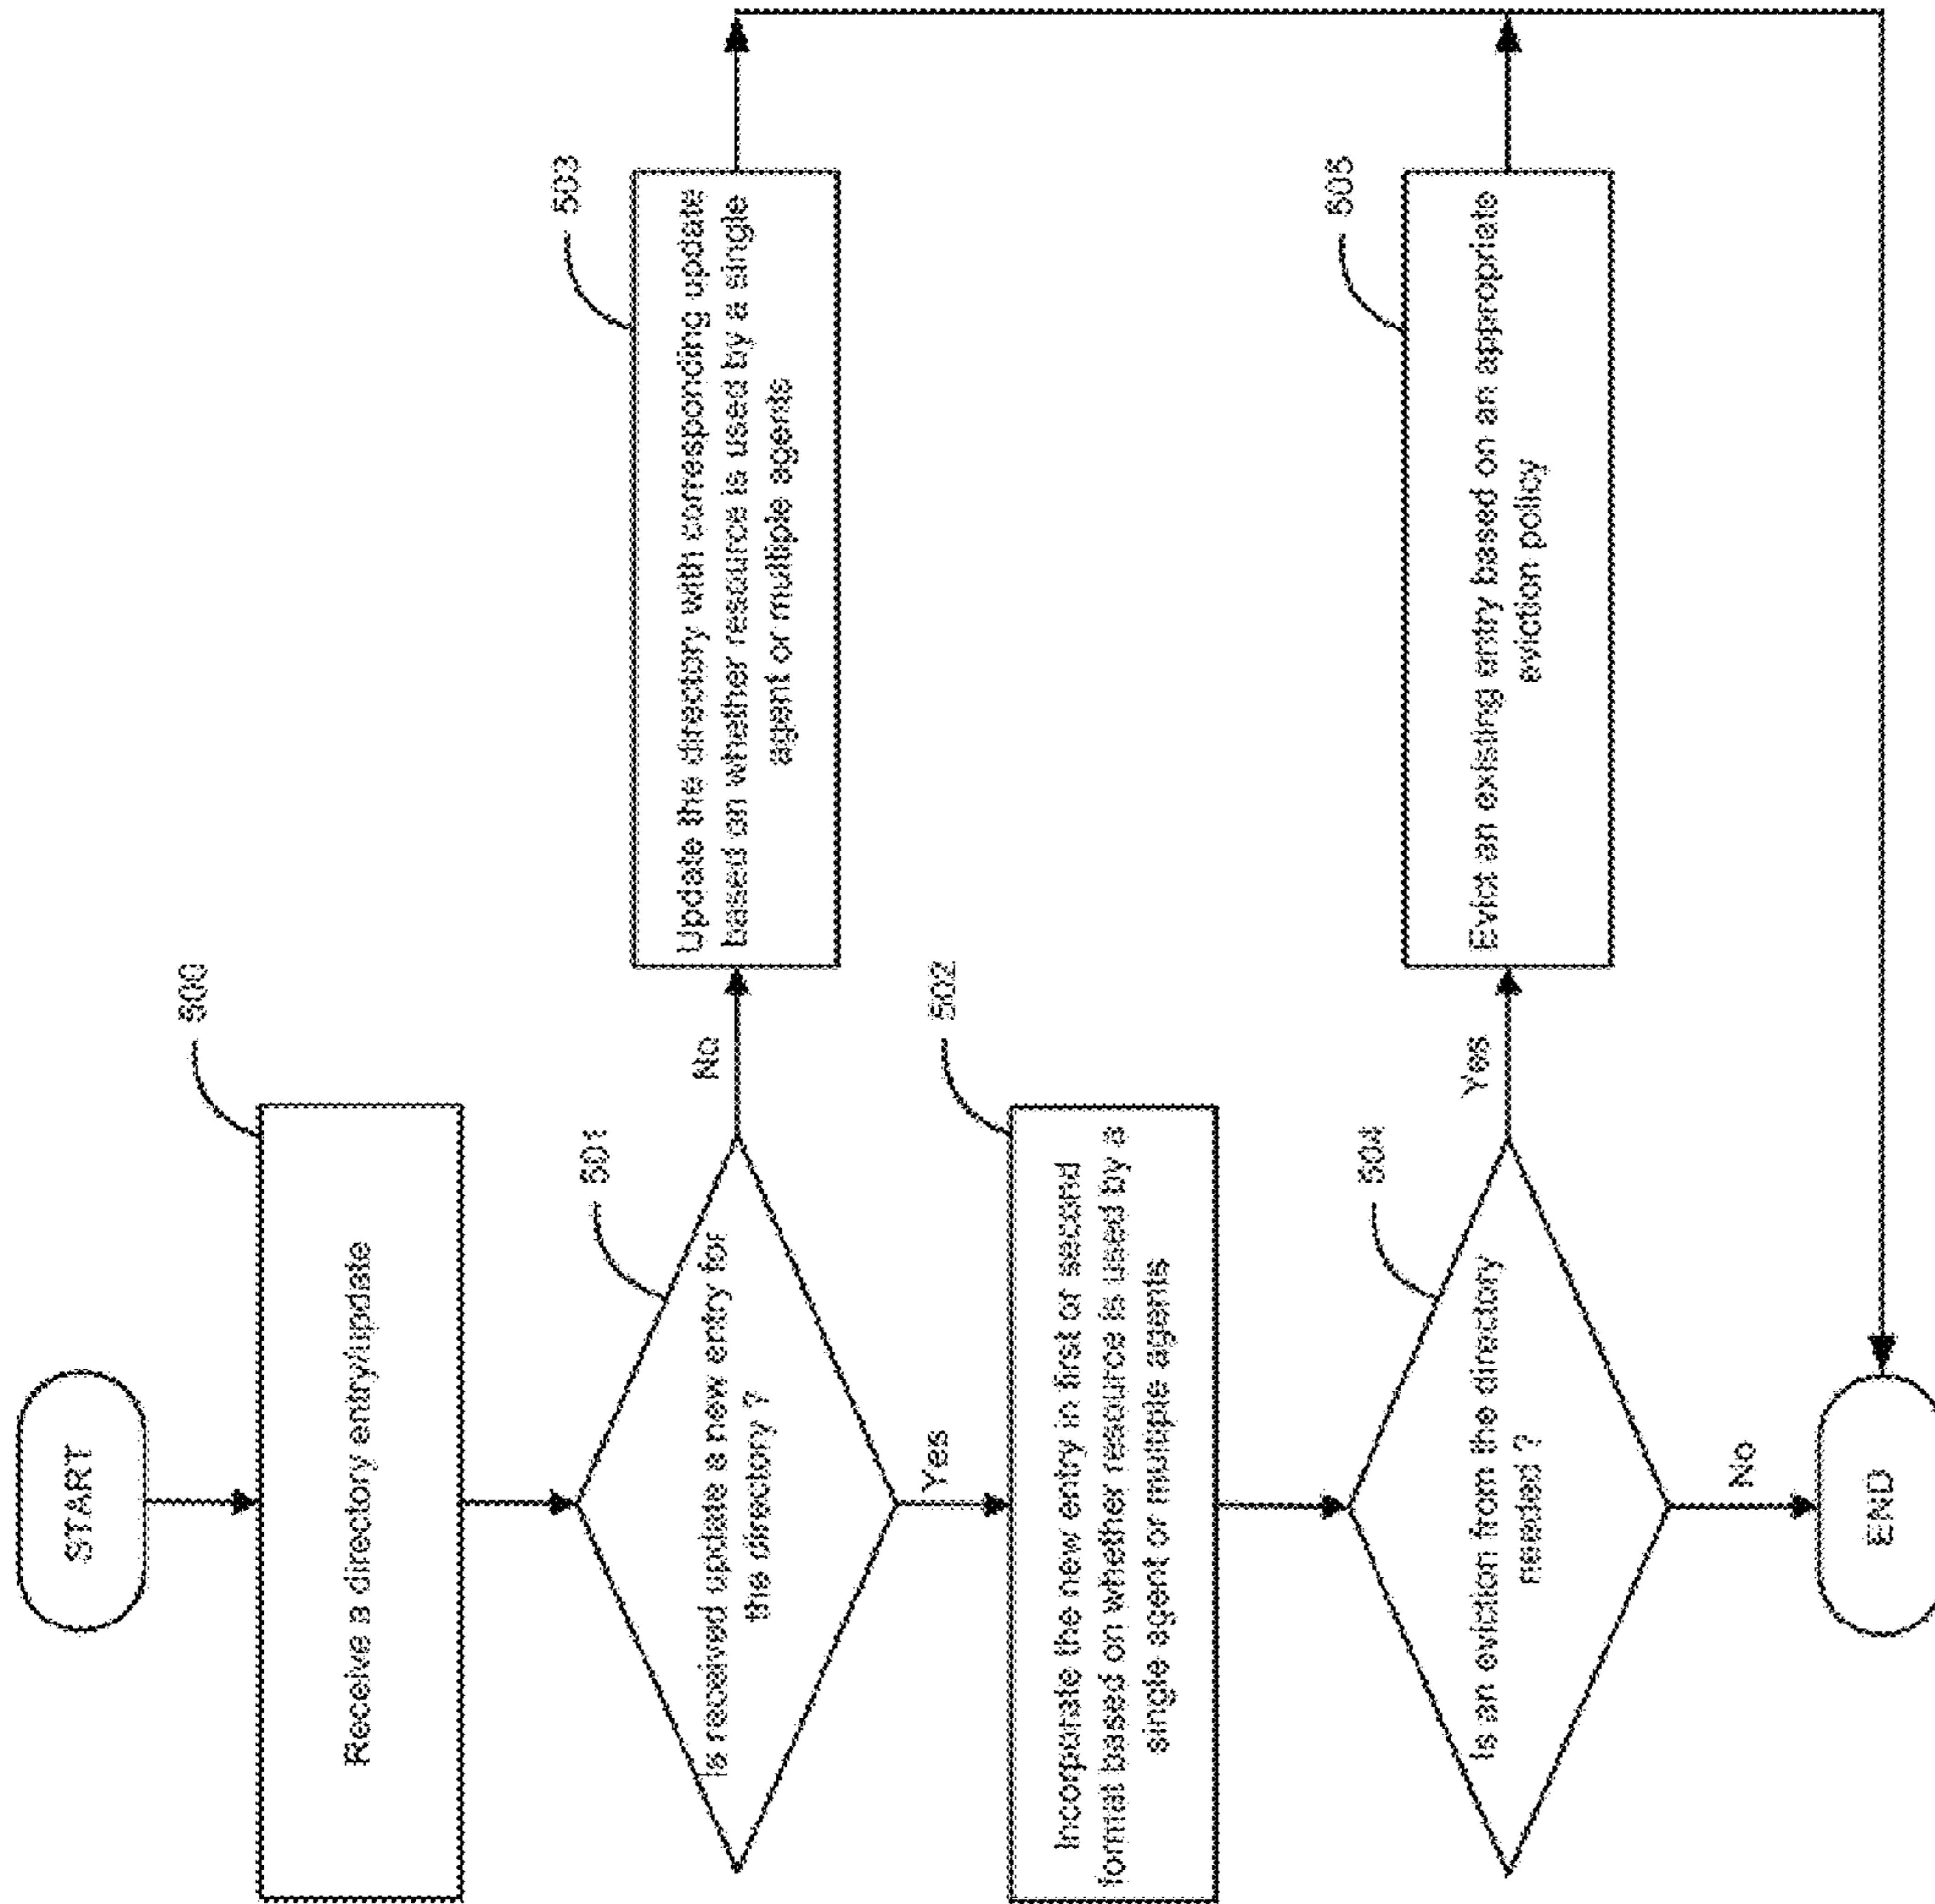 START
500
Receive a directory entry/update
501
Is received update a new entry for
the directory ?
No
503
Update the directory with corresponding update
based on whether resource is used by a single
agent or multiple agents
Yes
502
Incorporate the new entry in first or second
format based on whether resource is used by a
single agent or multiple agents
504
Is an eviction from the directory
needed ?
Yes
505
Evict an existing entry based on an appropriate
eviction policy
No
END